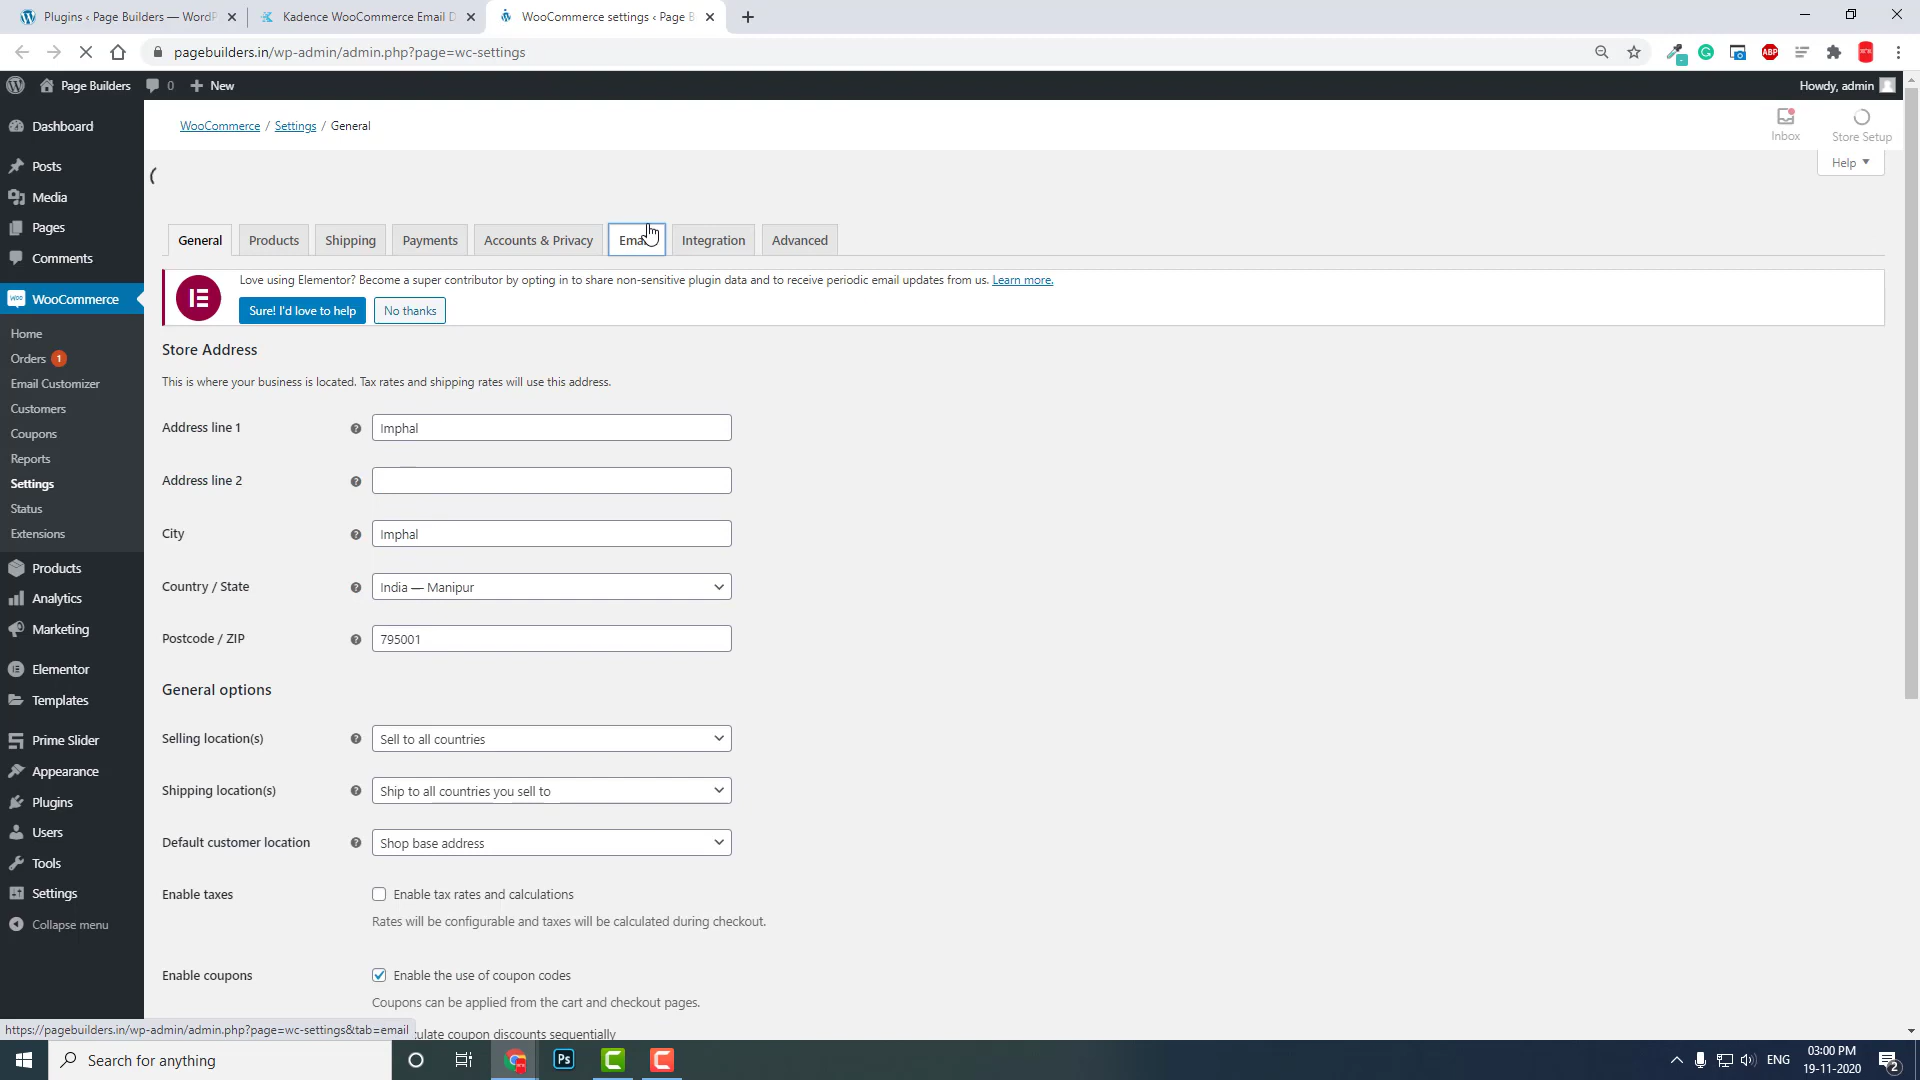 Plugins ‹ Page Builders — WordP
Kadence WooCommerce Email D
WooCommerce settings ‹ Page B
pagebuilders.in/wp-admin/admin.php?page=wc-settings
ABP
Page Builders
0
New
Howdy, admin
Dashboard
Posts
Media
Pages
Comments
WooCommerce
Home
Orders 1
Email Customizer
Customers
Coupons
Reports
Settings
Status
Extensions
Products
Analytics
Marketing
Elementor
Templates
Prime Slider
Appearance
Plugins
Users
Tools
Settings
Collapse menu
WooCommerce / Settings / General
Inbox
Store Setup
Help
General
Products
Shipping
Payments
Accounts & Privacy
Integration
Advanced
Love using Elementor? Become a super contributor by opting in to share non-sensitive plugin data and to receive periodic email updates from us. Learn more.
Sure! I'd love to help
No thanks
Store Address
This is where your business is located. Tax rates and shipping rates will use this address.
Address line 1
Imphal
Address line 2
City
Imphal
Country / State
India — Manipur
Postcode / ZIP
795001
General options
Selling location(s)
Sell to all countries
Shipping location(s)
Ship to all countries you sell to
Default customer location
Shop base address
Enable taxes
Enable tax rates and calculations
Rates will be configurable and taxes will be calculated during checkout.
Enable coupons
Enable the use of coupon codes
Coupons can be applied from the cart and checkout pages.
culate coupon discounts sequentially
https://pagebuilders.in/wp-admin/admin.php?page=wc-settings&tab=email
Search for anything
Ps
ENG
03:00 PM
19-11-2020
2